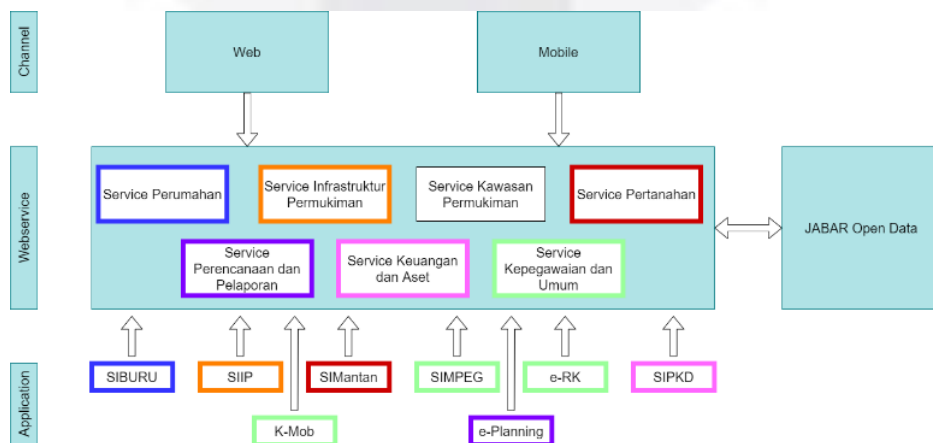 Channel
Web
Mobile
Webservice
Service Perumahan
Service Infrastruktur
Permukiman
Service Kawasan
Permukiman
Service Pertanahan
Service
Perencanaan dan
Pelaporan
Service Keuangan
dan Aset
Service
Kepegawaian dan
Umum
JABAR Open Data
Application
SIBURU
SIIP
SIMantan
SIMPEG
e-RK
SIPKD
K-Mob
e-Planning